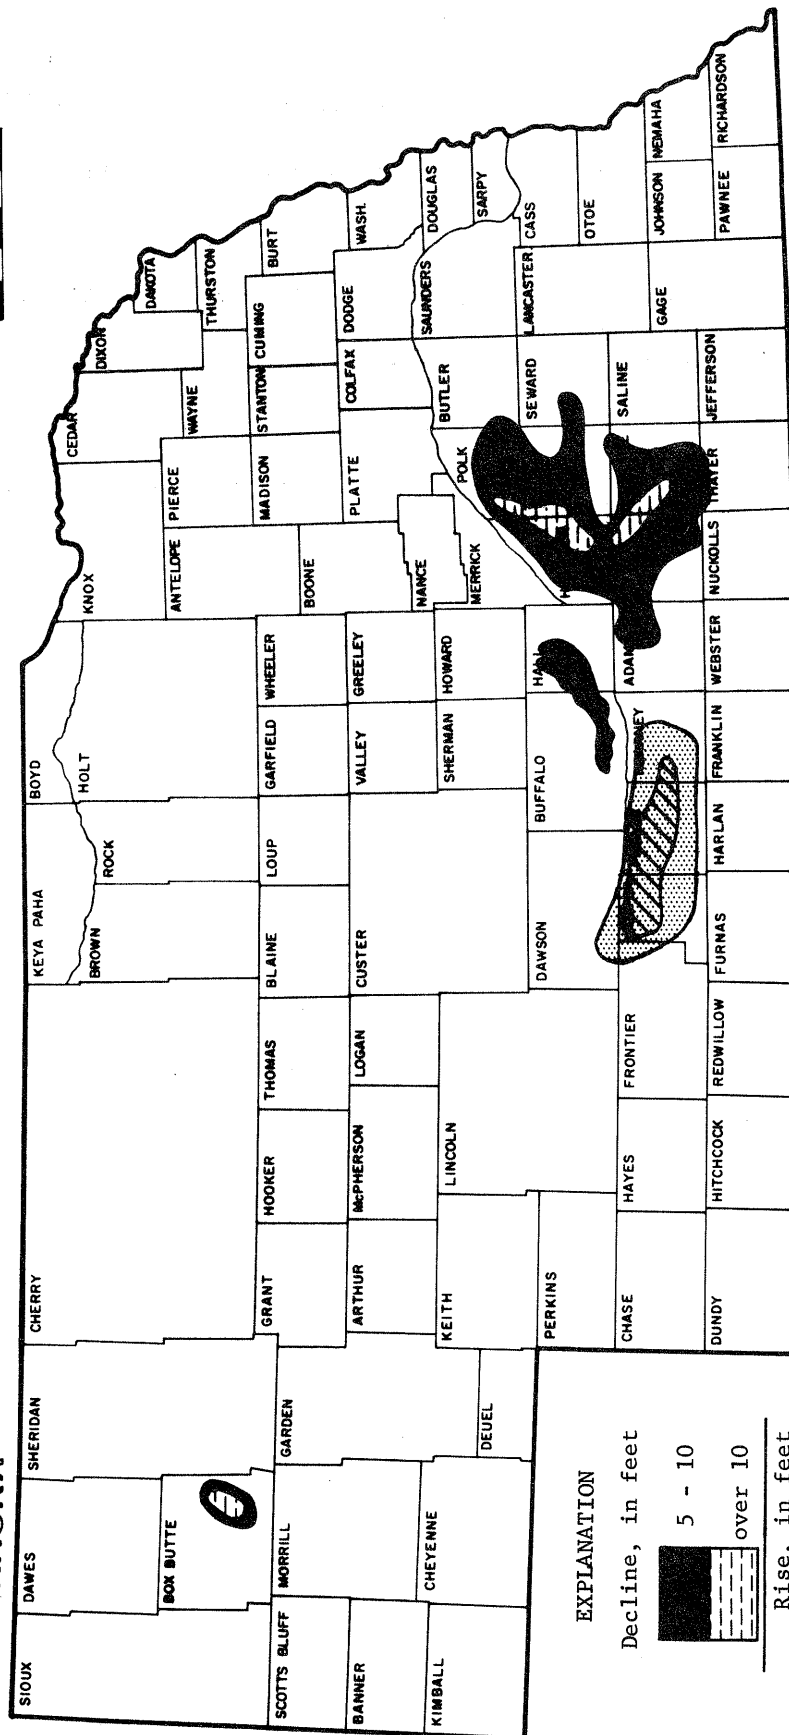 SIOUX
DAWES
SHERIDAN
CHERRY
KEYA PAHA
BOYD
BROWN
ROCK
HOLT
KNOX
CEDAR
DIXON
DAKOTA
BOX BUTTE
ANTELOPE
PIERCE
WAYNE
THURSTON
SCOTTS BLUFF
MORRILL
GARDEN
GRANT
HOOKER
THOMAS
BLAINE
LOUP
GARFIELD
WHEELER
BOONE
MADISON
STANTON
CUMING
BURT
BANNER
ARTHUR
McPHERSON
LOGAN
CUSTER
VALLEY
GREELEY
NANCE
PLATTE
COLFAX
DODGE
WASH.
KIMBALL
CHEYENNE
DEUEL
KEITH
LINCOLN
SHERMAN
HOWARD
MERRICK
POLK
BUTLER
SAUNDERS
DOUGLAS
SARPY
PERKINS
DAWSON
BUFFALO
SEWARD
LANCASTER
CASS
OTOE
CHASE
HAYES
FRONTIER
SALINE
GAGE
JOHNSON
NEMAHA
DUNDY
HITCHCOCK
REDWILLOW
FURNAS
HARLAN
FRANKLIN
WEBSTER
NUCKOLLS
THAYER
JEFFERSON
PAWNEE
RICHARDSON
EXPLANATION
Decline, in feet
5 - 10
over 10
Rise, in feet